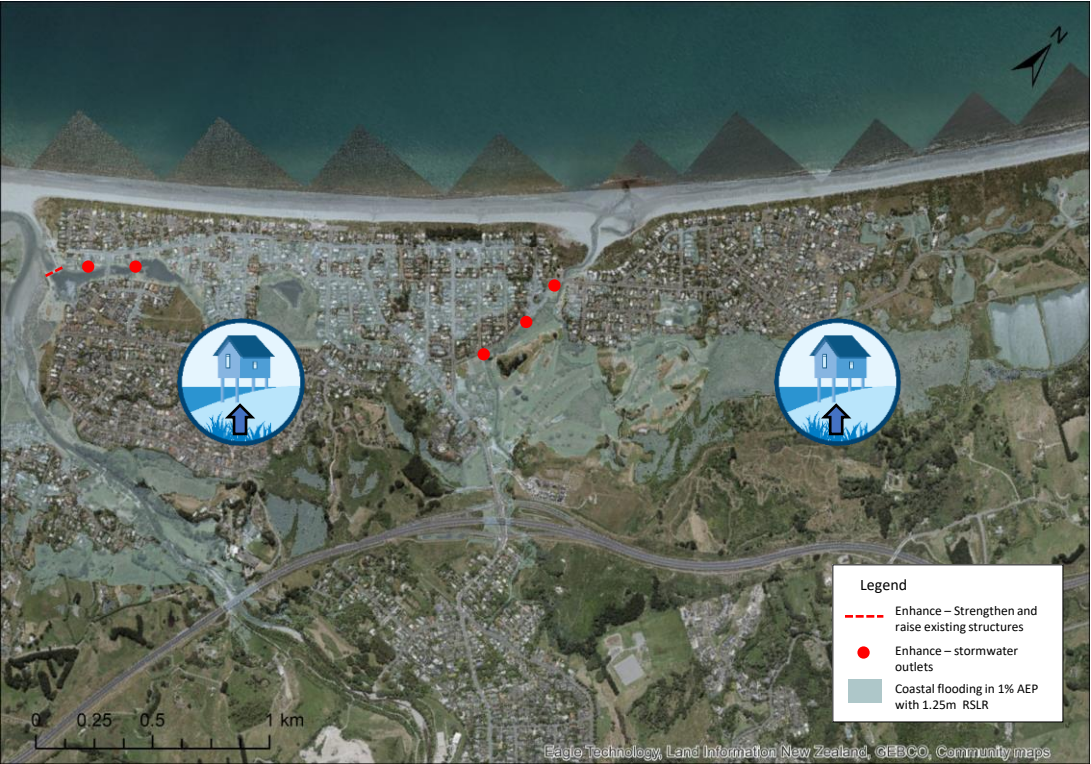 N
Legend
Enhance – Strengthen and
raise existing structures
Enhance – stormwater
outlets
Coastal flooding in 1% AEP
with 1.25m RSLR
0 0.25 0.5 1 km
Eagle Technology, Land Information New Zealand, GEBCO, Community maps